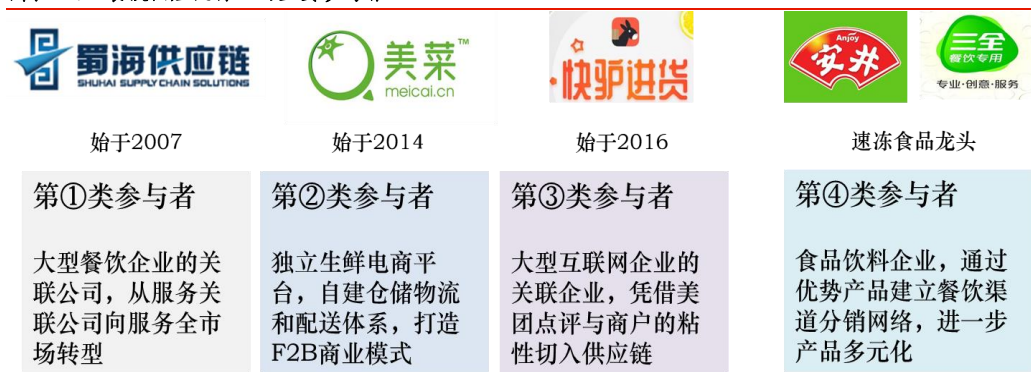 蜀海供应链
SHUHAI SUPPLY CHAIN SOLUTIONS
美菜™
meicai.cn
快驴进货
Anjoy
安井
三全
餐饮专用
专业·创意·服务
始于2007
始于2014
始于2016
速冻食品龙头
第①类参与者
大型餐饮企业的关
联公司，从服务关
联公司向服务全市
场转型
第②类参与者
独立生鲜电商平
台，自建仓储物流
和配送体系，打造
F2B商业模式
第③类参与者
大型互联网企业的
关联企业，凭借美
团点评与商户的粘
性切入供应链
第④类参与者
食品饮料企业，通过
优势产品建立餐饮渠
道分销网络，进一步
产品多元化